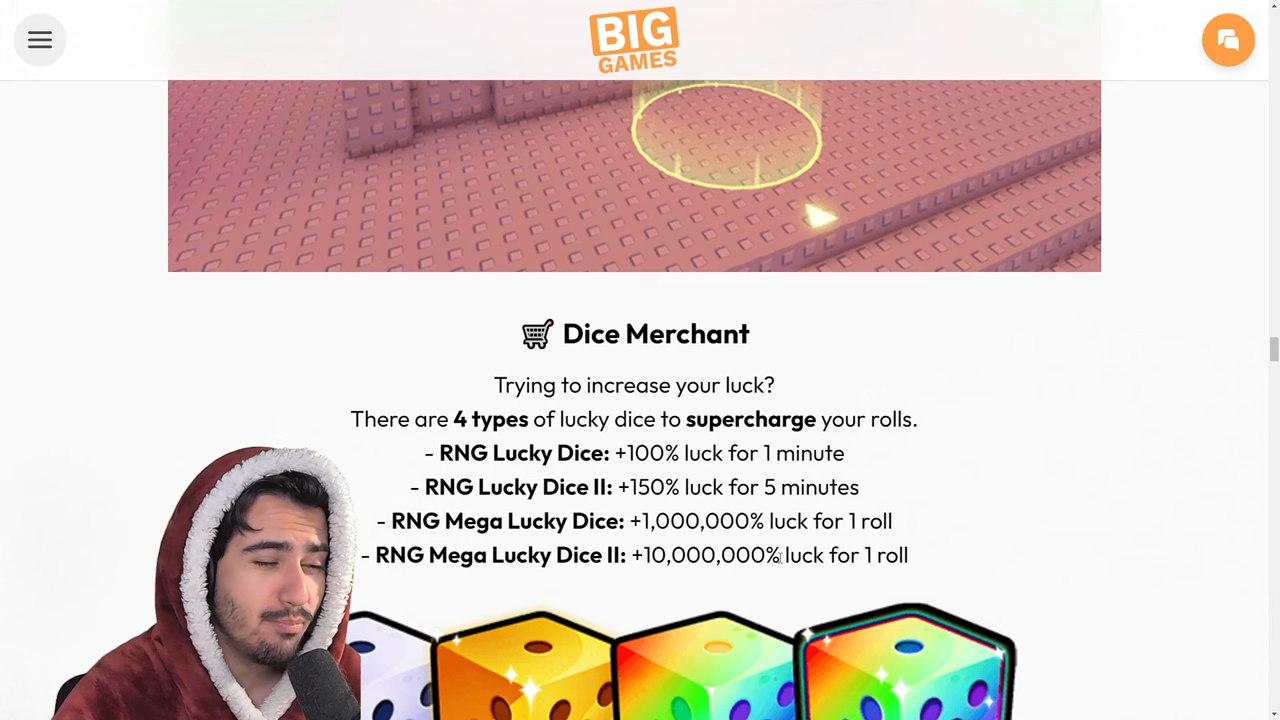 BIG
GAMES
Dice Merchant
Trying to increase your luck?
There are 4 types of lucky dice to supercharge your rolls.
- RNG Lucky Dice: +100% luck for 1 minute
- RNG Lucky Dice II: +150% luck for 5 minutes
- RNG Mega Lucky Dice: +1,000,000% luck for 1 roll
- RNG Mega Lucky Dice II: +10,000,000% luck for 1 roll